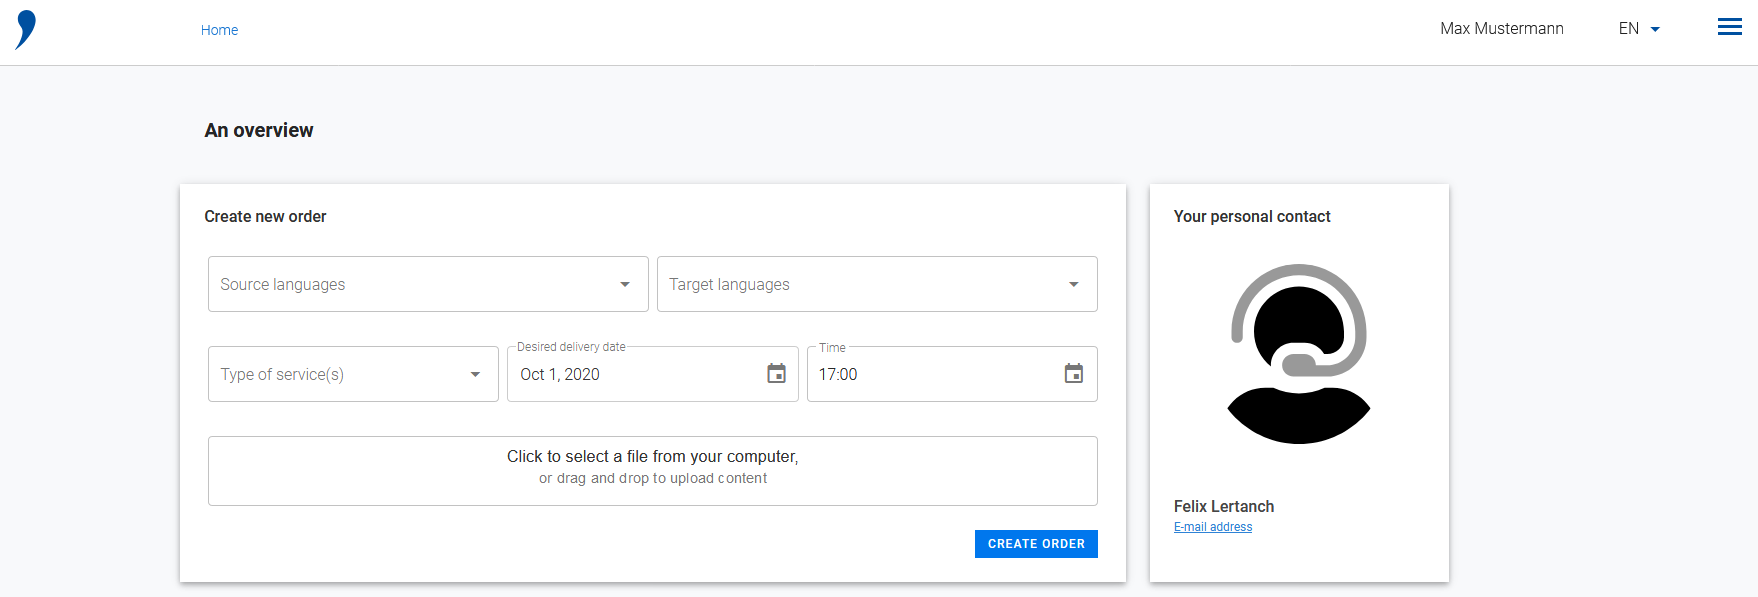 Home
Max Mustermann
EN
An overview
Create new order
Source languages
Target languages
Type of service(s)
Desired delivery date
Oct 1, 2020
Time
17:00
Click to select a file from your computer,
or drag and drop to upload content
CREATE ORDER
Your personal contact
Felix Lertanch
E-mail address